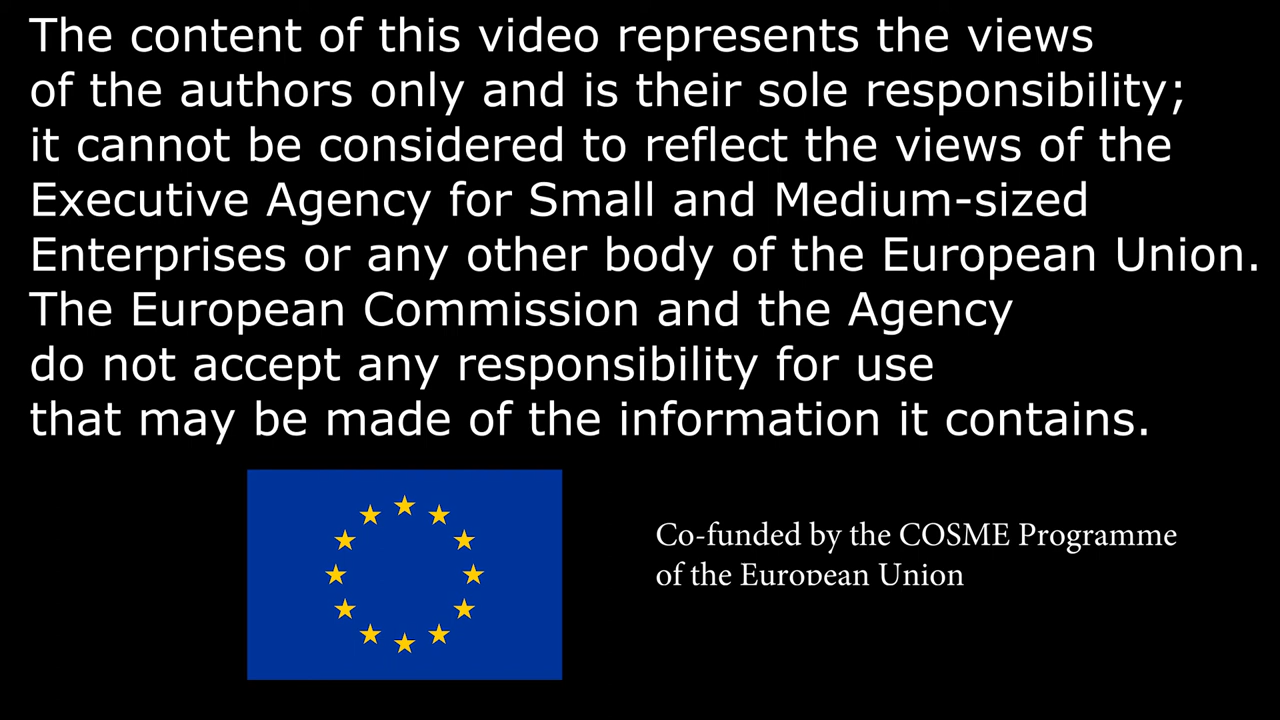 The content of this video represents the views
of the authors only and is their sole responsibility;
it cannot be considered to reflect the views of the
Executive Agency for Small and Medium-sized
Enterprises or any other body of the European Union.
The European Commission and the Agency
do not accept any responsibility for use
that may be made of the information it contains.
Co-funded by the COSME Programme
of the European Union